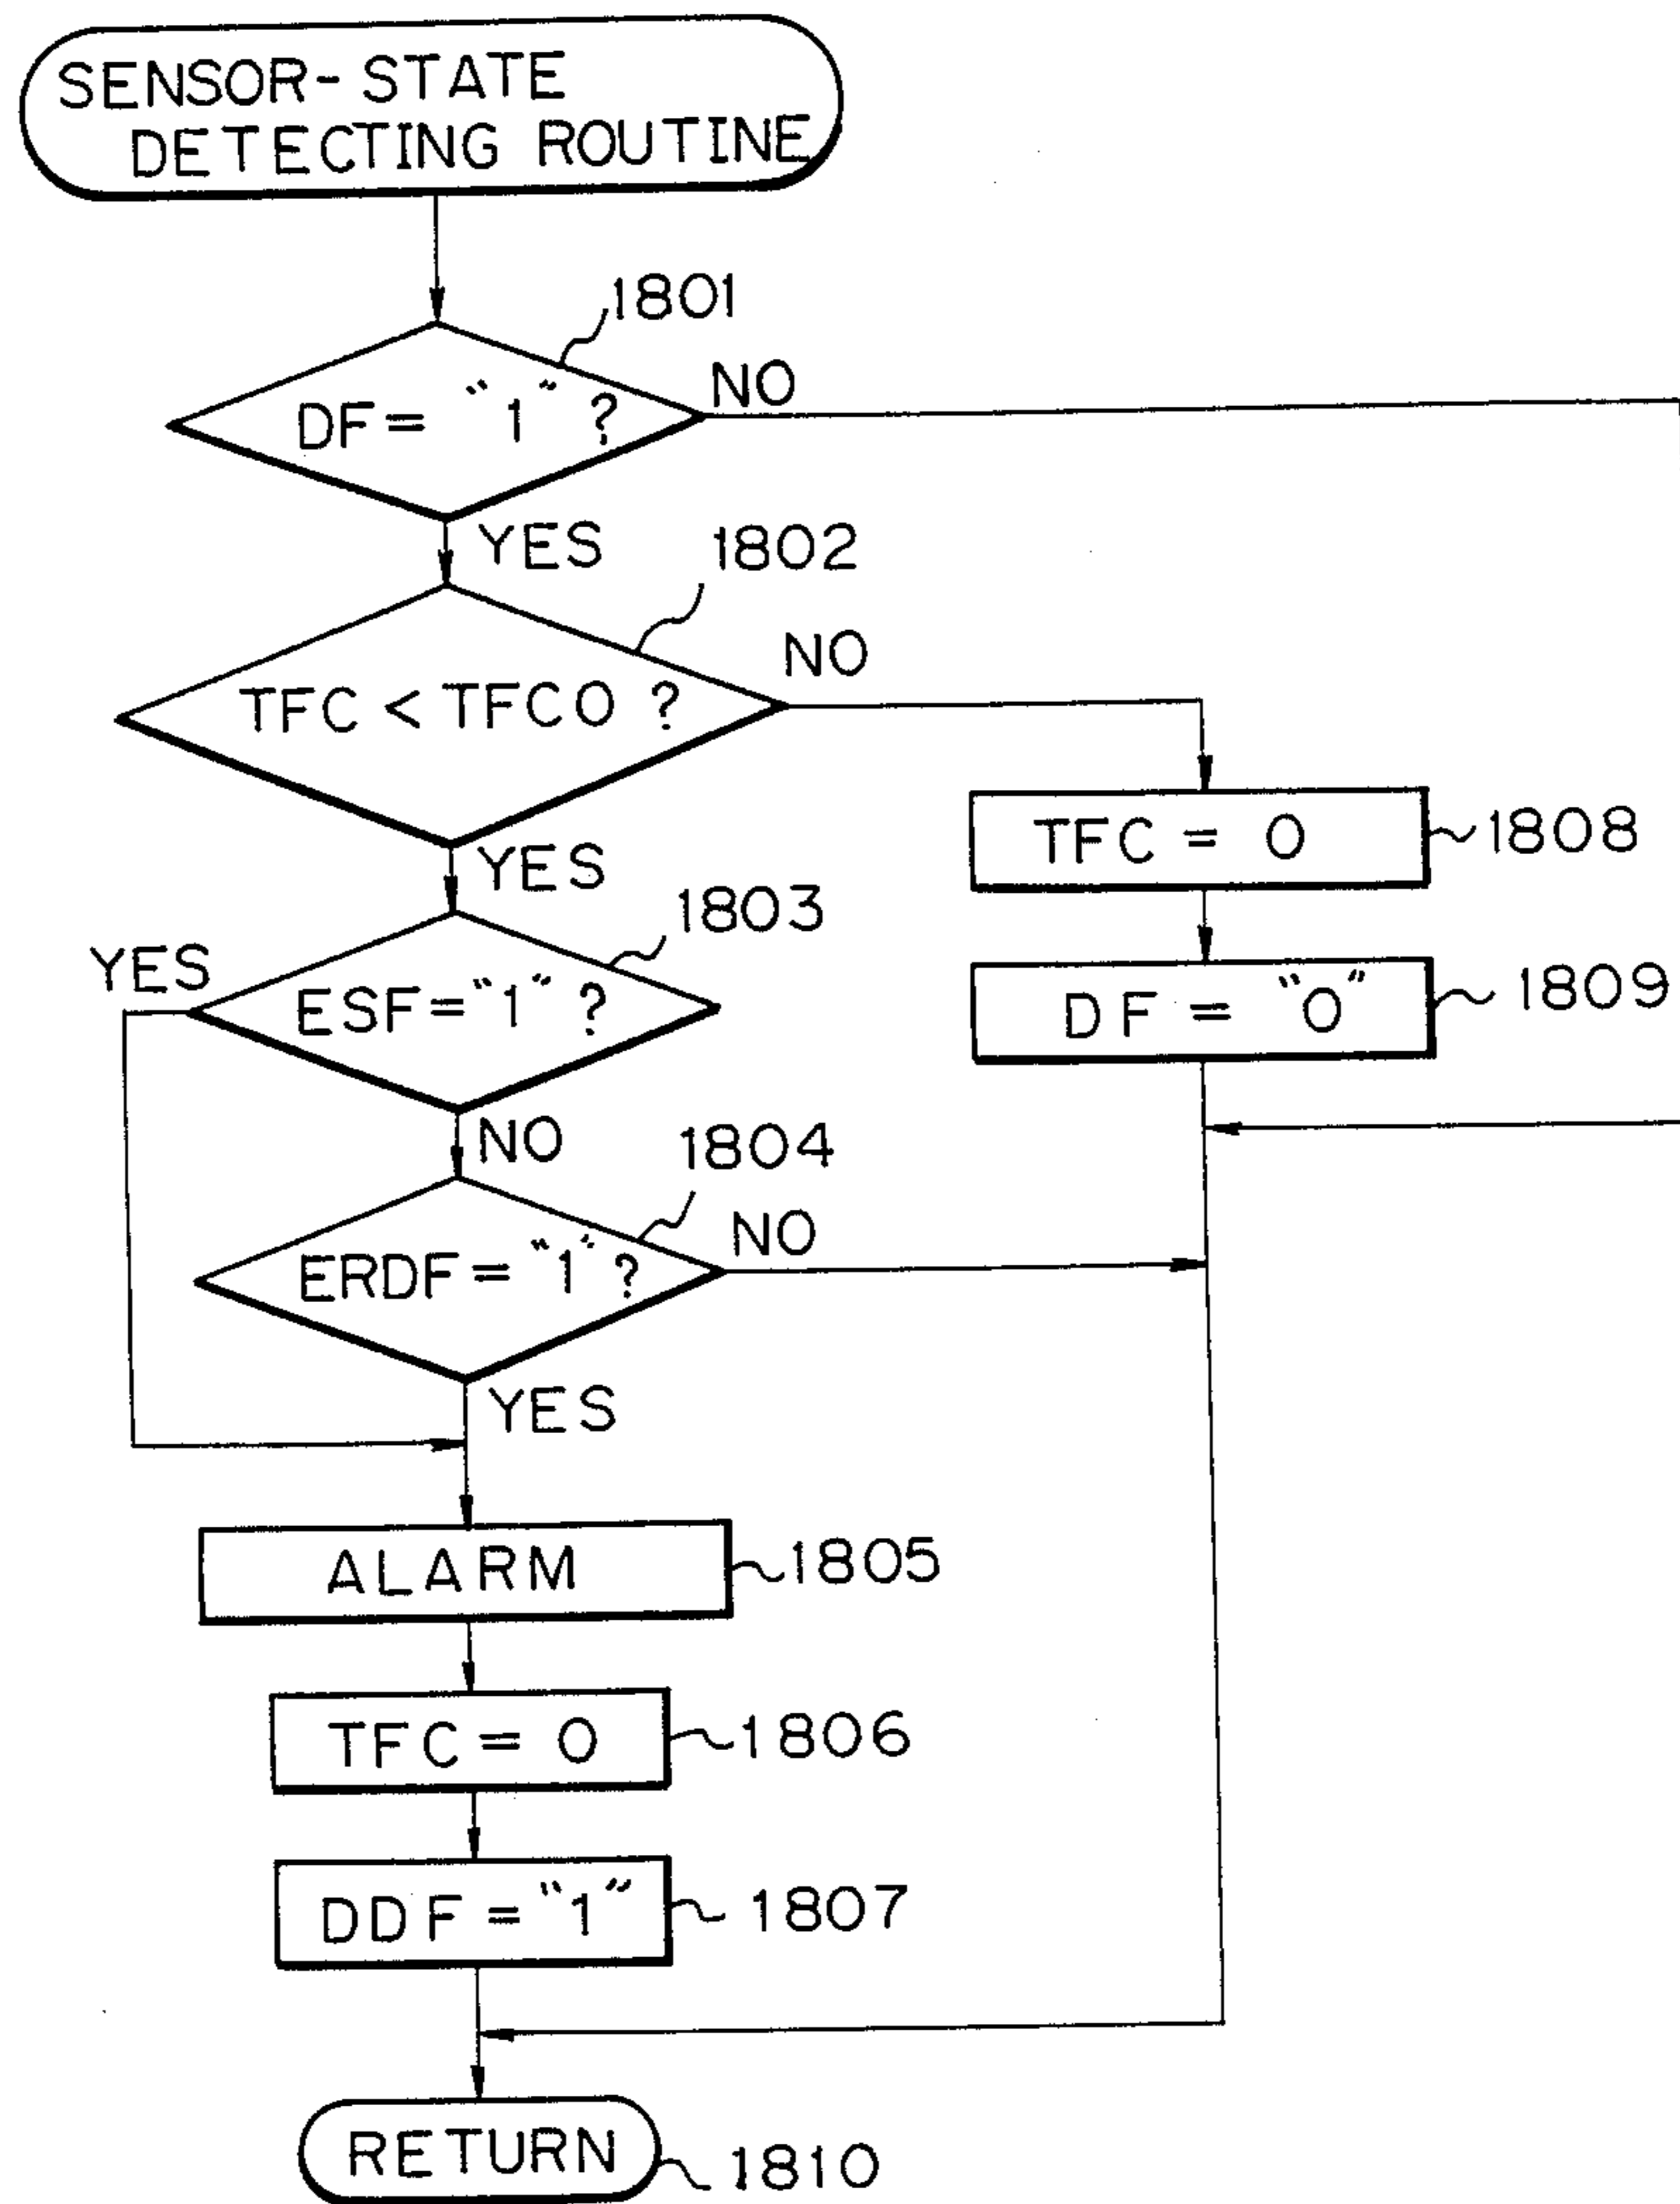 SENSOR-STATE
DETECTING ROUTINE
1801
DF = "1" ?
NO
YES
1802
TFC < TFCO ?
NO
YES
TFC = 0
1808
1803
YES
ESF = "1" ?
DF = "0"
1809
NO
1804
ERDF = "1" ?
NO
YES
ALARM
1805
TFC = 0
1806
DDF = "1"
1807
RETURN
1810